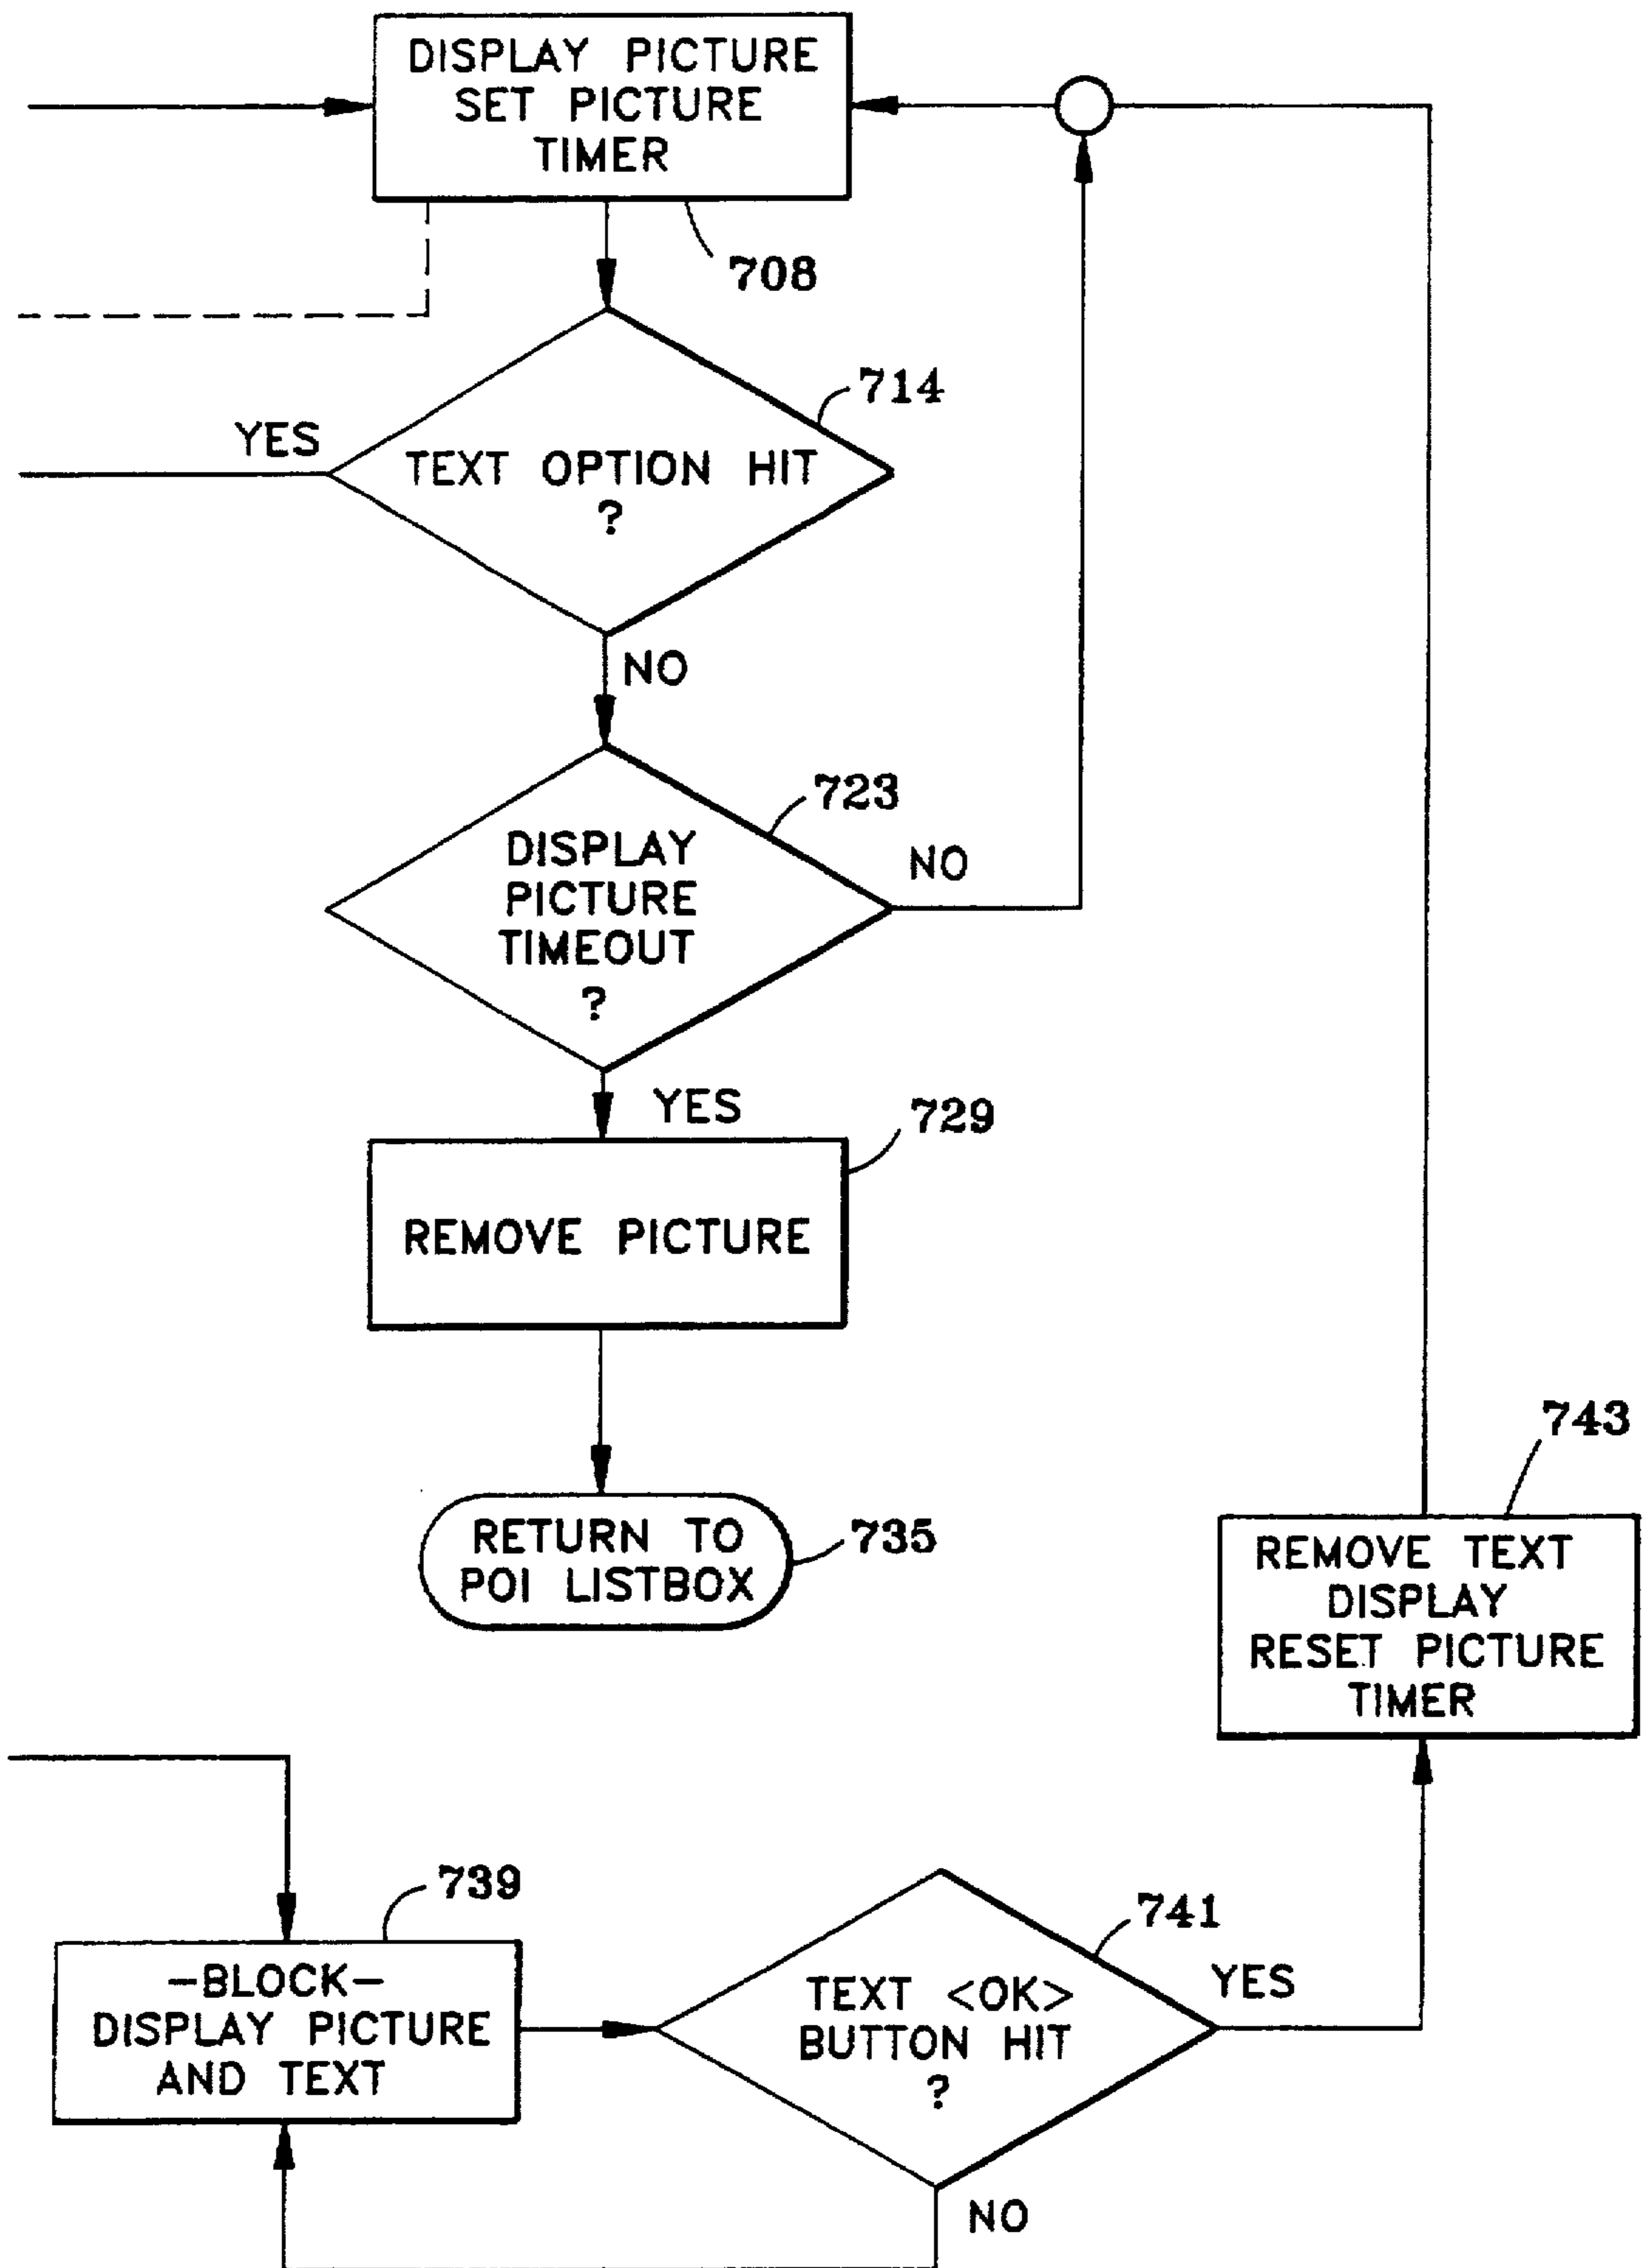 DISPLAY PICTURE
SET PICTURE
TIMER
708
714
YES
TEXT OPTION HIT
?
NO
723
DISPLAY
PICTURE
TIMEOUT
?
NO
YES
729
REMOVE PICTURE
743
RETURN TO
POI LISTBOX
735
REMOVE TEXT
DISPLAY
RESET PICTURE
TIMER
739
-BLOCK-
DISPLAY PICTURE
AND TEXT
741
TEXT <OK>
BUTTON HIT
?
YES
NO